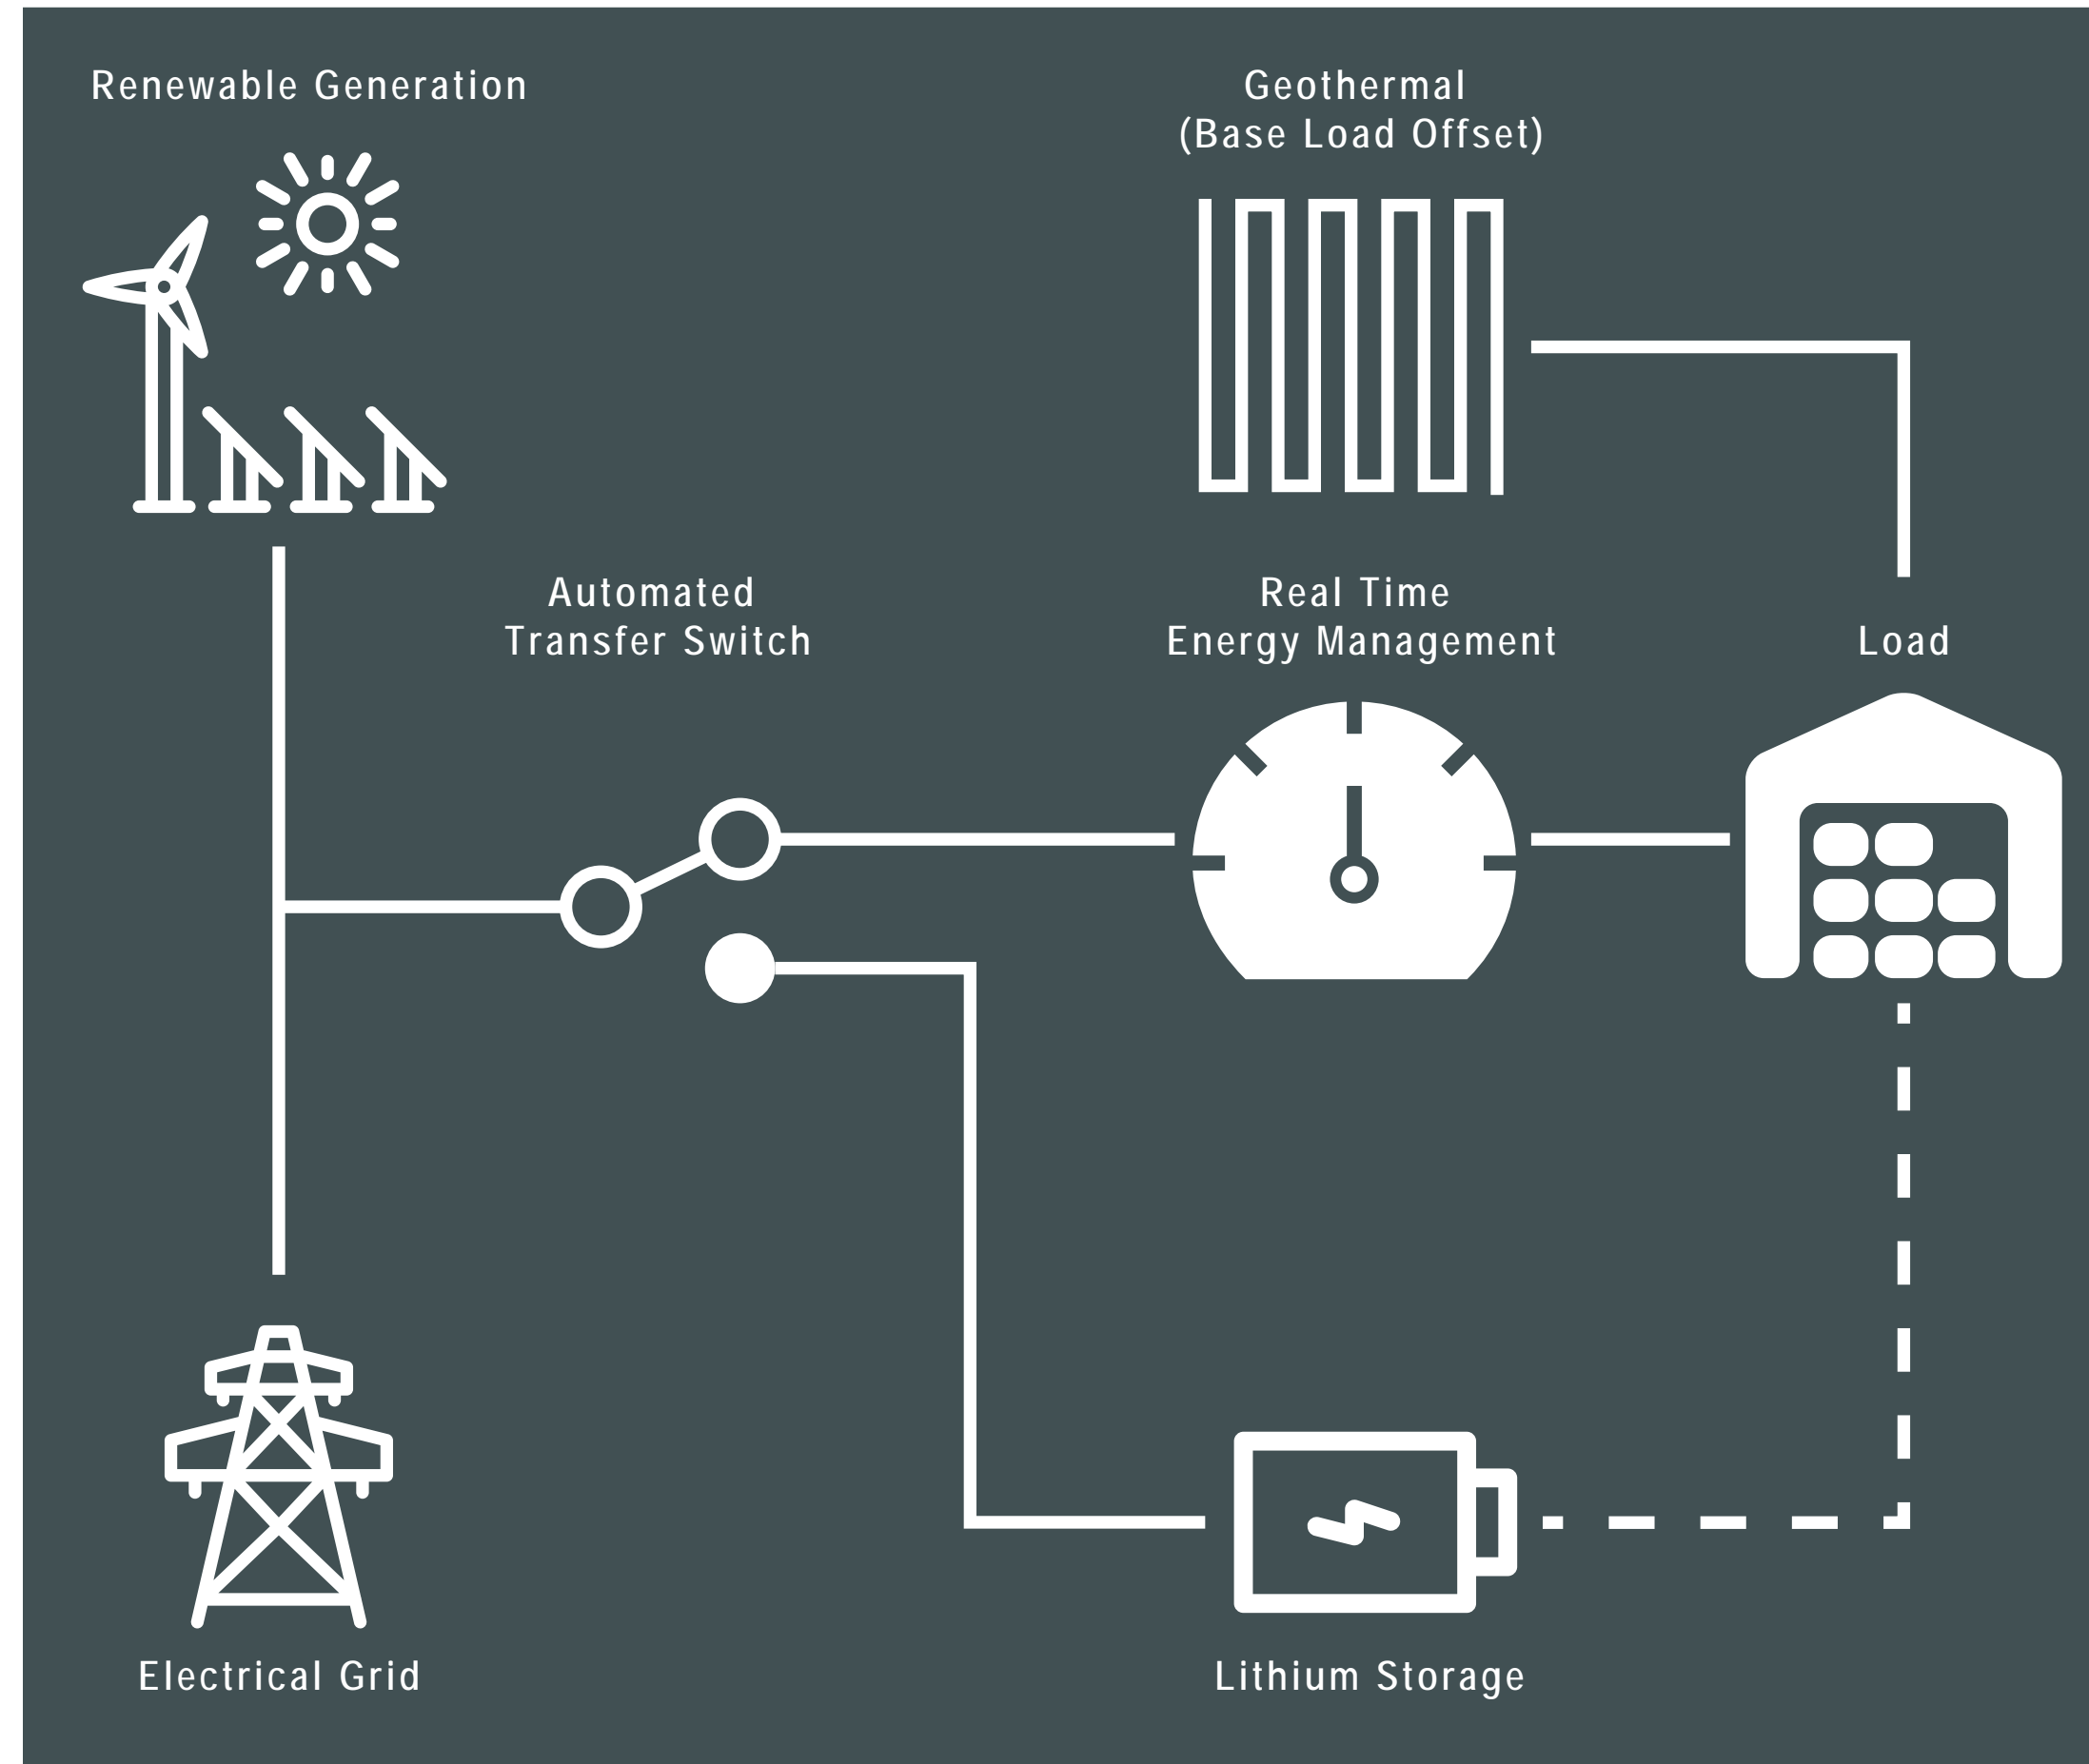 Renewable Generation
Geothermal
(Base Load Offset)
Automated
Transfer Switch
Real Time
Energy Management
Load
Electrical Grid
Lithium Storage